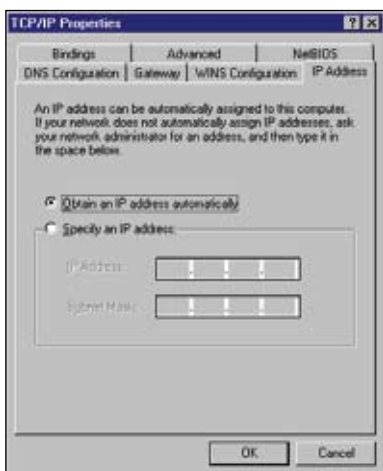 TCP/IP Properties
Bindings Advanced NetBIOS
DNS Configuration Gateway WINS Configuration IP Address
An IP address can be automatically assigned to this computer.
If your network does not automatically assign IP addresses, ask
your network administrator for an address, and then type it in
the space below.
Obtain an IP address automatically
Specify an IP address:
IP Address:
Subnet Mask:
OK Cancel